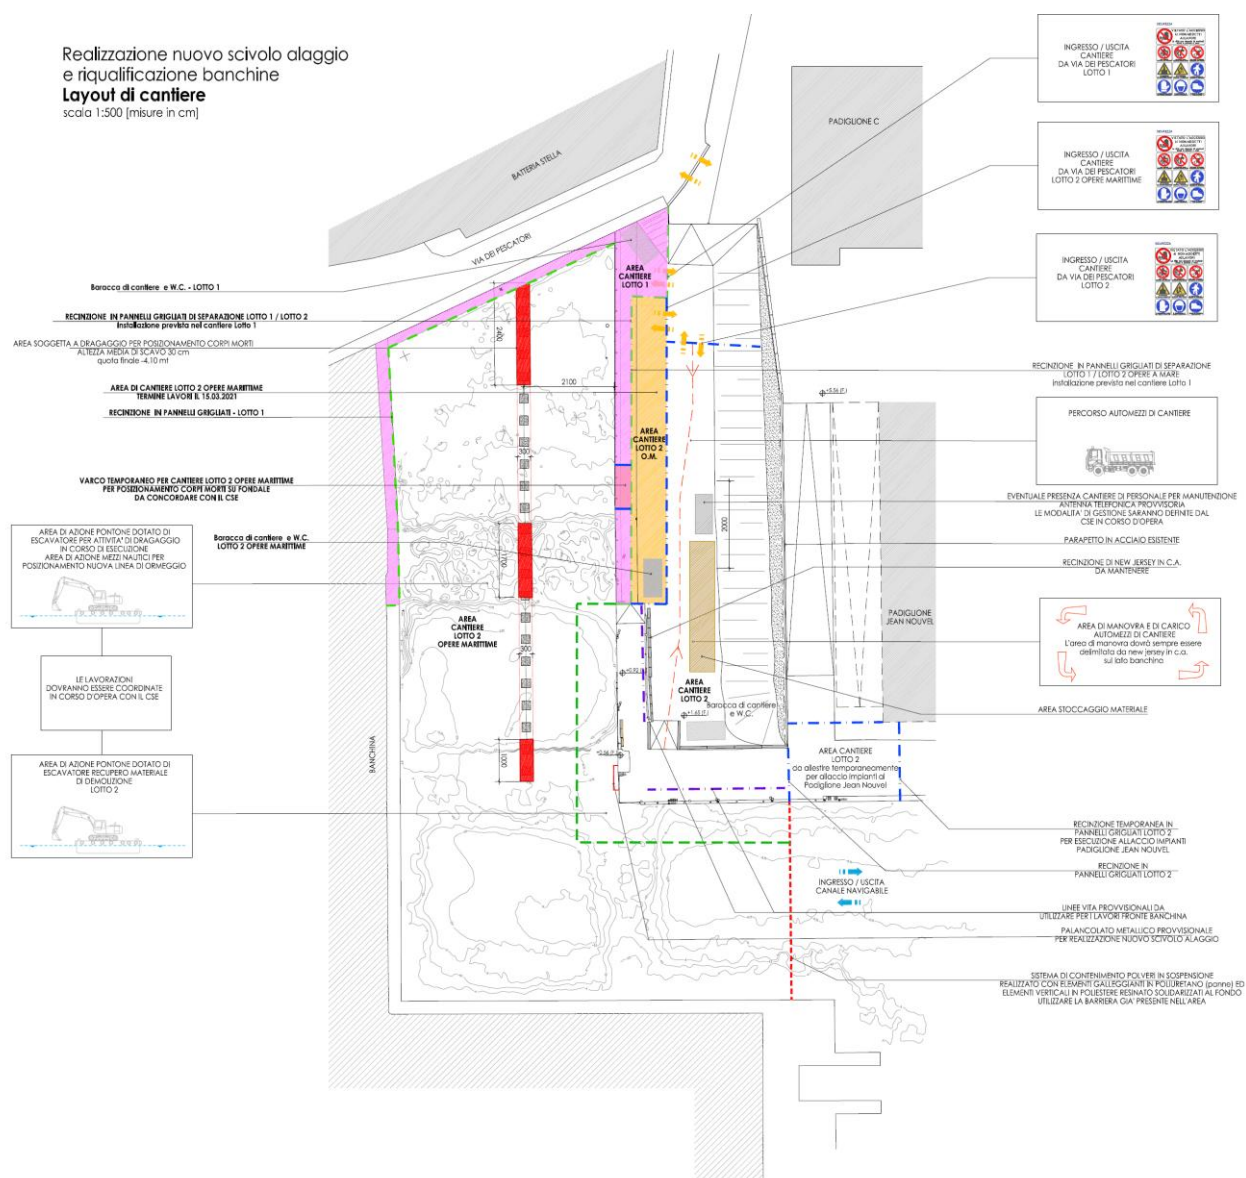 Realizzazione nuovo scivolo alaggio
e riqualificazione banchine
Layout di cantiere
scala 1:500 [misure in cm]
INGRESSO / USCITA
CANTIERE
DA VIA DEI PESCATORI
LOTTO 1
INGRESSO / USCITA
CANTIERE
DA VIA DEI PESCATORI
LOTTO 2 OPERE MARITTIME
INGRESSO / USCITA
CANTIERE
DA VIA DEI PESCATORI
LOTTO 2
PADIGLIONE C
BATTERIA STELLA
VIA DEI PESCATORI
AREA
CANTIERE
LOTTO 1
Baracca di cantiere e W.C. - LOTTO 1
RECINZIONE IN PANNELLI GRIGLIATI DI SEPARAZIONE LOTTO 1 / LOTTO 2
Installazione prevista nel cantiere Lotto 1
AREA SOGGETTA A DRAGAGGIO PER POSIZIONAMENTO CORPI MORTI
ALTEZZA MEDIA DI SCAVO 30 cm
quota finale -4,10 mt
AREA DI CANTIERE LOTTO 2 OPERE MARITTIME
TERMINE LAVORI IL 15.03.2021
RECINZIONE IN PANNELLI GRIGLIATI - LOTTO 1
VARCO TEMPORANEO PER CANTIERE LOTTO 2 OPERE MARITTIME
PER POSIZIONAMENTO CORPI MORTI SU FONDALE
DA CONCORDARE CON IL CSE
Baracca di cantiere e W.C.
LOTTO 2 OPERE MARITTIME
AREA DI AZIONE PONTONE DOTATO DI
ESCAVATORE PER ATTIVITA' DI DRAGAGGIO
IN CORSO DI ESECUZIONE
AREA DI AZIONE MEZZI NAUTICI PER
POSIZIONAMENTO NUOVA LINEA DI ORMEGGIO
LE LAVORAZIONI
DOVRANNO ESSERE COORDINATE
IN CORSO D'OPERA CON IL CSE
AREA DI AZIONE PONTONE DOTATO DI
ESCAVATORE RECUPERO MATERIALE
DI DEMOLIZIONE
LOTTO 2
2400
2100
300
1700
300
1000
2000
AREA
CANTIERE
LOTTO 2
O.M.
AREA
CANTIERE
LOTTO 2
OPERE MARITTIME
AREA
CANTIERE
LOTTO 2
Baracca di cantiere
e W.C.
BANCHINA
RECINZIONE IN PANNELLI GRIGLIATI DI SEPARAZIONE
LOTTO 1 / LOTTO 2 OPERE A MARE
Installazione prevista nel cantiere Lotto 1
PERCORSO AUTOMEZZI DI CANTIERE
EVENTUALE PRESENZA CANTIERE DI PERSONALE PER MANUTENZIONE
ANTENNA TELEFONICA PROVVISORIA
LE MODALITA' DI GESTIONE SARANNO DEFINITE DAL
CSE IN CORSO D'OPERA
PARAPETTO IN ACCIAIO ESISTENTE
RECINZIONE DI NEW JERSEY IN C.A.
DA MANTENERE
PADIGLIONE
JEAN NOUVEL
AREA DI MANOVRA E DI CARICO
AUTOMEZZI DI CANTIERE
L'area di manovra dovrà sempre essere
delimitata da new jersey in c.a.
sul lato banchina
AREA STOCCAGGIO MATERIALE
AREA CANTIERE
LOTTO 2
da allestire temporaneamente
per allaccio impianti al
Padiglione Jean Nouvel
RECINZIONE TEMPORANEA IN
PANNELLI GRIGLIATI LOTTO 2
PER ESECUZIONE ALLACCIO IMPIANTI
PADIGLIONE JEAN NOUVEL
RECINZIONE IN
PANNELLI GRIGLIATI LOTTO 2
INGRESSO / USCITA
CANALE NAVIGABILE
LINEE VITA PROVVISIONALI DA
UTILIZZARE PER I LAVORI FRONTE BANCHINA
PALANCOLATO METALLICO PROVVISIONALE
PER REALIZZAZIONE NUOVO SCIVOLO ALAGGIO
SISTEMA DI CONTENIMENTO POLVERI IN SOSPENSIONE
REALIZZATO CON ELEMENTI GALLEGGIANTI IN POLIURETANO (panne) ED
ELEMENTI VERTICALI IN POLIESTERE RESINATO SOLIDARIZZATI AL FONDO
UTILIZZARE LA BARRIERA GIA' PRESENTE NELL'AREA